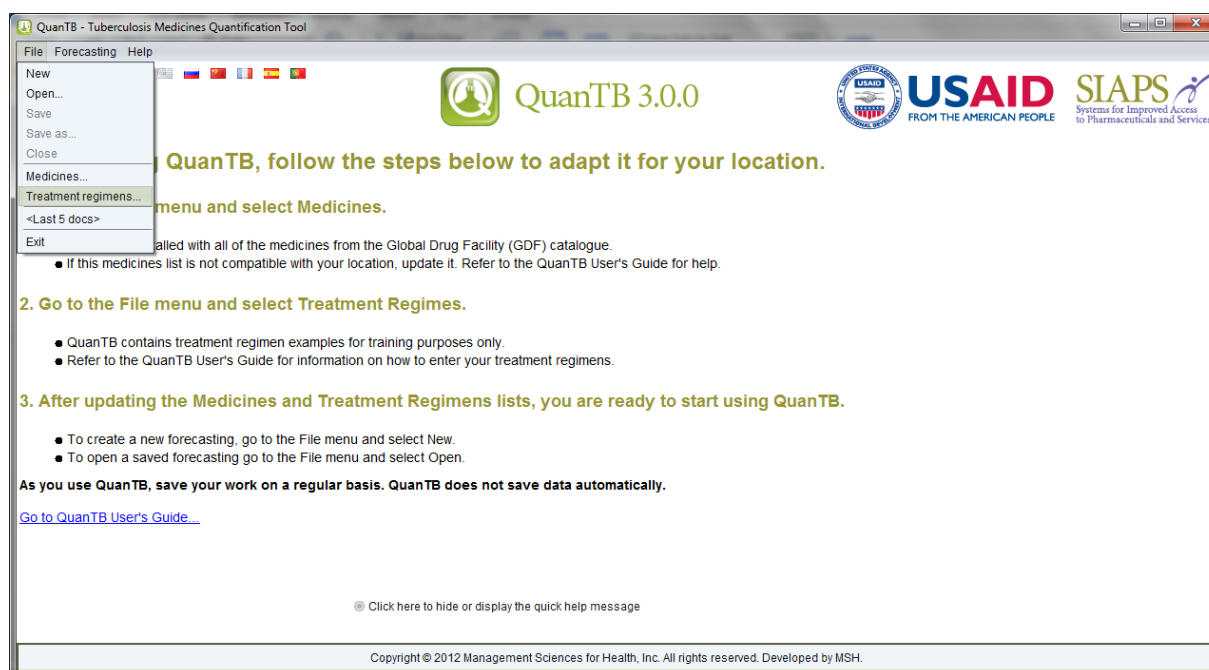 QuanTB - Tuberculosis Medicines Quantification Tool
File Forecasting Help
New
Open...
Save
Save as...
Close
Medicines...
Treatment regimens...
<Last 5 docs>
Exit
QuanTB 3.0.0
UNITED STATES AGENCY
USAID
INTERNATIONAL DEVELOPMENT
USAID
FROM THE AMERICAN PEOPLE
SIAPS
Systems for Improved Access
to Pharmaceuticals and Services
QuanTB, follow the steps below to adapt it for your location.
menu and select Medicines.
alled with all of the medicines from the Global Drug Facility (GDF) catalogue.
● If this medicines list is not compatible with your location, update it. Refer to the QuanTB User's Guide for help.
2. Go to the File menu and select Treatment Regimes.
● QuanTB contains treatment regimen examples for training purposes only.
● Refer to the QuanTB User's Guide for information on how to enter your treatment regimens.
3. After updating the Medicines and Treatment Regimens lists, you are ready to start using QuanTB.
● To create a new forecasting, go to the File menu and select New.
● To open a saved forecasting go to the File menu and select Open.
As you use QuanTB, save your work on a regular basis. QuanTB does not save data automatically.
Go to QuanTB User's Guide...
Click here to hide or display the quick help message
Copyright © 2012 Management Sciences for Health, Inc. All rights reserved. Developed by MSH.